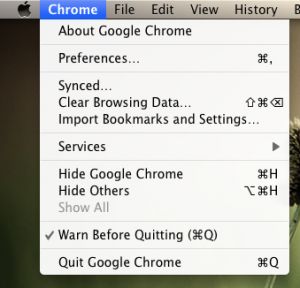 Chrome File Edit View History
About Google Chrome
Preferences... ⌘,
Synced...
Clear Browsing Data... ⇧⌘⌫
Import Bookmarks and Settings...
Services
Hide Google Chrome ⌘H
Hide Others ⌥⌘H
Show All
✓ Warn Before Quitting (⌘Q)
Quit Google Chrome ⌘Q